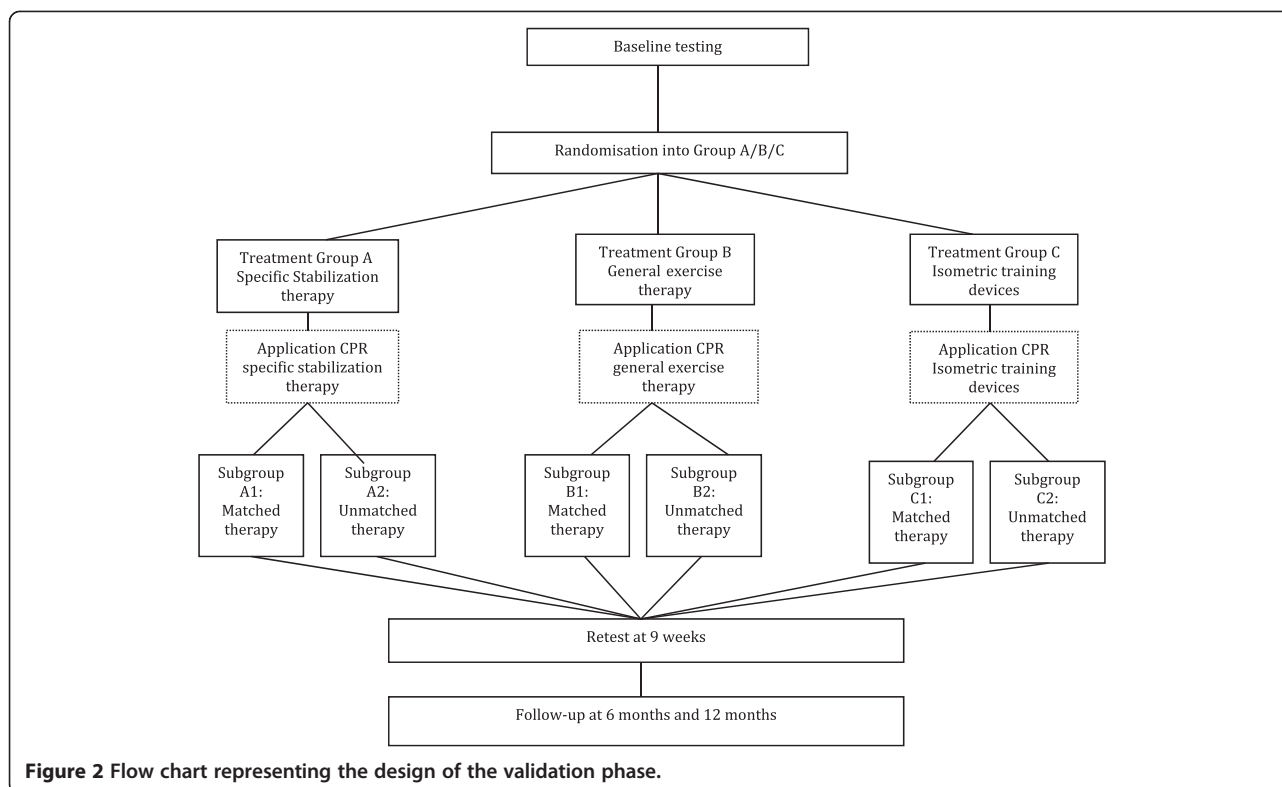 Baseline testing
Randomisation into Group A/B/C
Treatment Group A
Specific Stabilization
therapy
Treatment Group B
General exercise
therapy
Treatment Group C
Isometric training
devices
Application CPR
specific stabilization
therapy
Application CPR
general exercise
therapy
Application CPR
Isometric training
devices
Subgroup
A1:
Matched
therapy
Subgroup
A2:
Unmatched
therapy
Subgroup
B1:
Matched
therapy
Subgroup
B2:
Unmatched
therapy
Subgroup
C1:
Matched
therapy
Subgroup
C2:
Unmatched
therapy
Retest at 9 weeks
Follow-up at 6 months and 12 months
Figure 2 Flow chart representing the design of the validation phase.